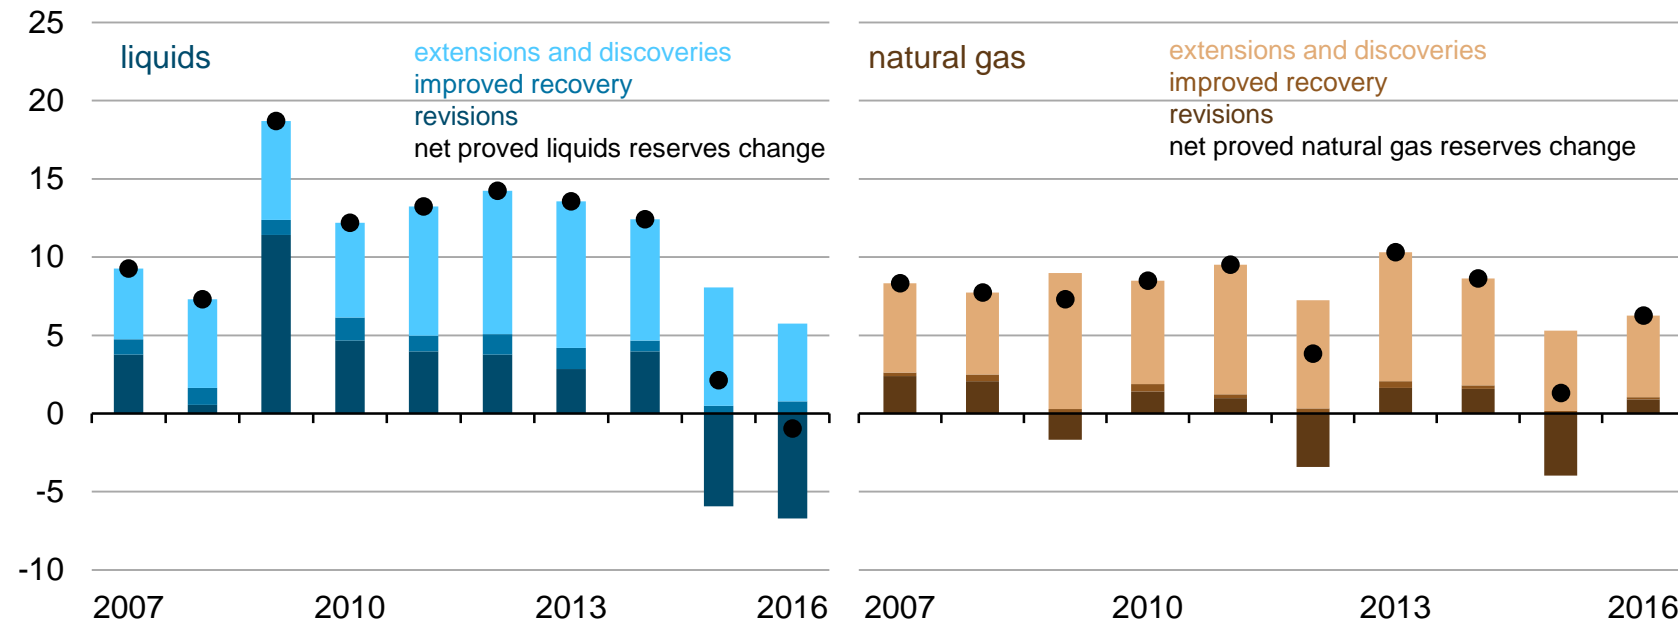 25
20
15
10
5
0
-5
-10
liquids
extensions and discoveries
improved recovery
revisions
net proved liquids reserves change
2007 2010 2013 2016
natural gas
extensions and discoveries
improved recovery
revisions
net proved natural gas reserves change
2007 2010 2013 2016